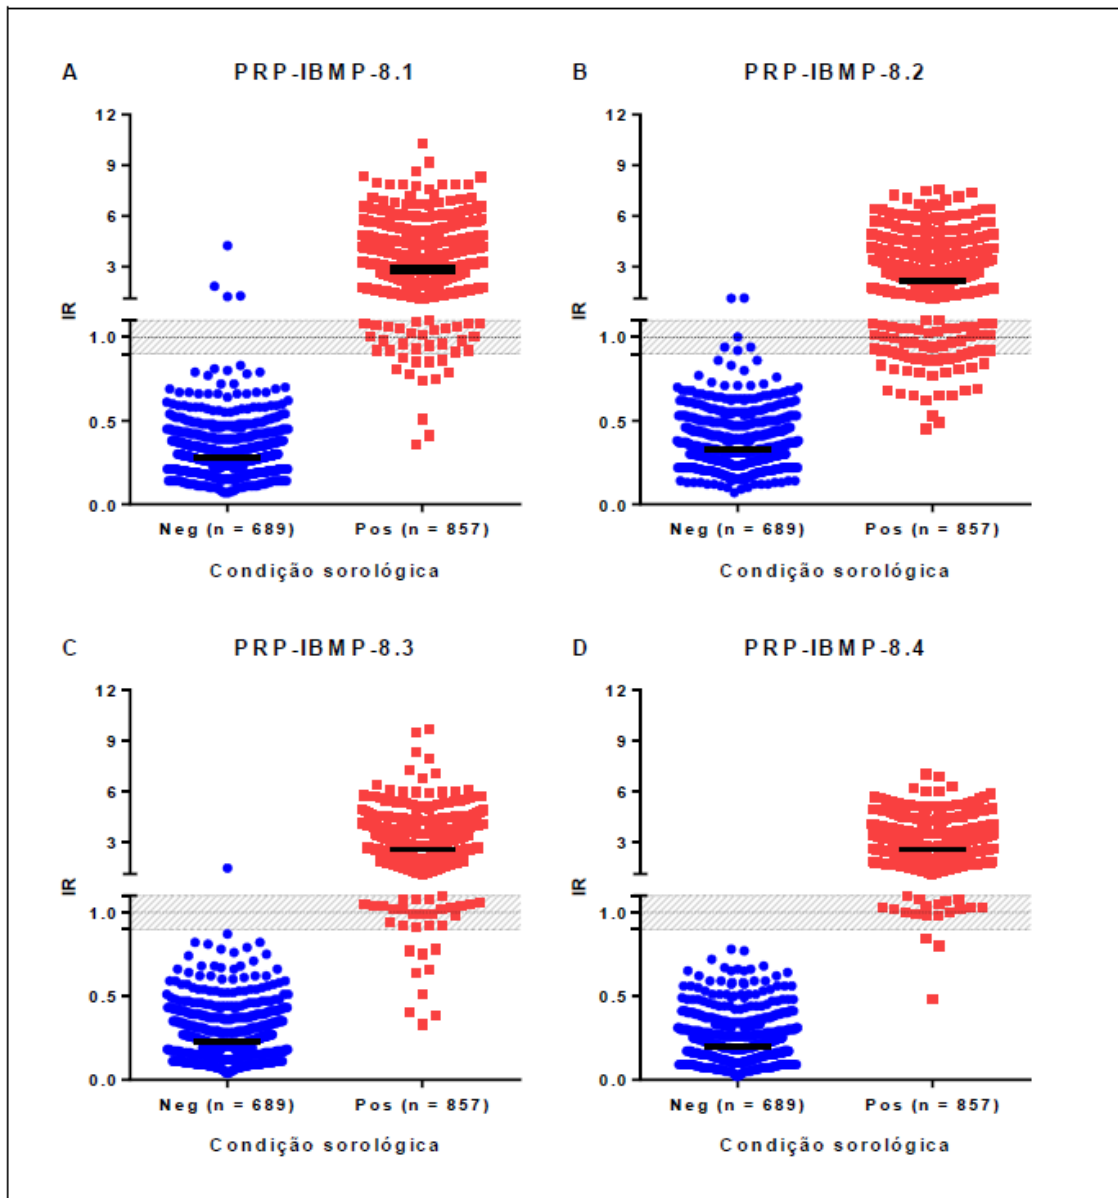 A PRP-IBMP-8.1
12
9
6
3
IR
1.0
0.5
0.0
Neg (n = 689) Pos (n = 857)
Condição sorológica
B PRP-IBMP-8.2
12
9
6
3
IR
1.0
0.5
0.0
Neg (n = 689) Pos (n = 857)
Condição sorológica
C PRP-IBMP-8.3
12
9
6
3
IR
1.0
0.5
0.0
Neg (n = 689) Pos (n = 857)
Condição sorológica
D PRP-IBMP-8.4
12
9
6
3
IR
1.0
0.5
0.0
Neg (n = 689) Pos (n = 857)
Condição sorológica